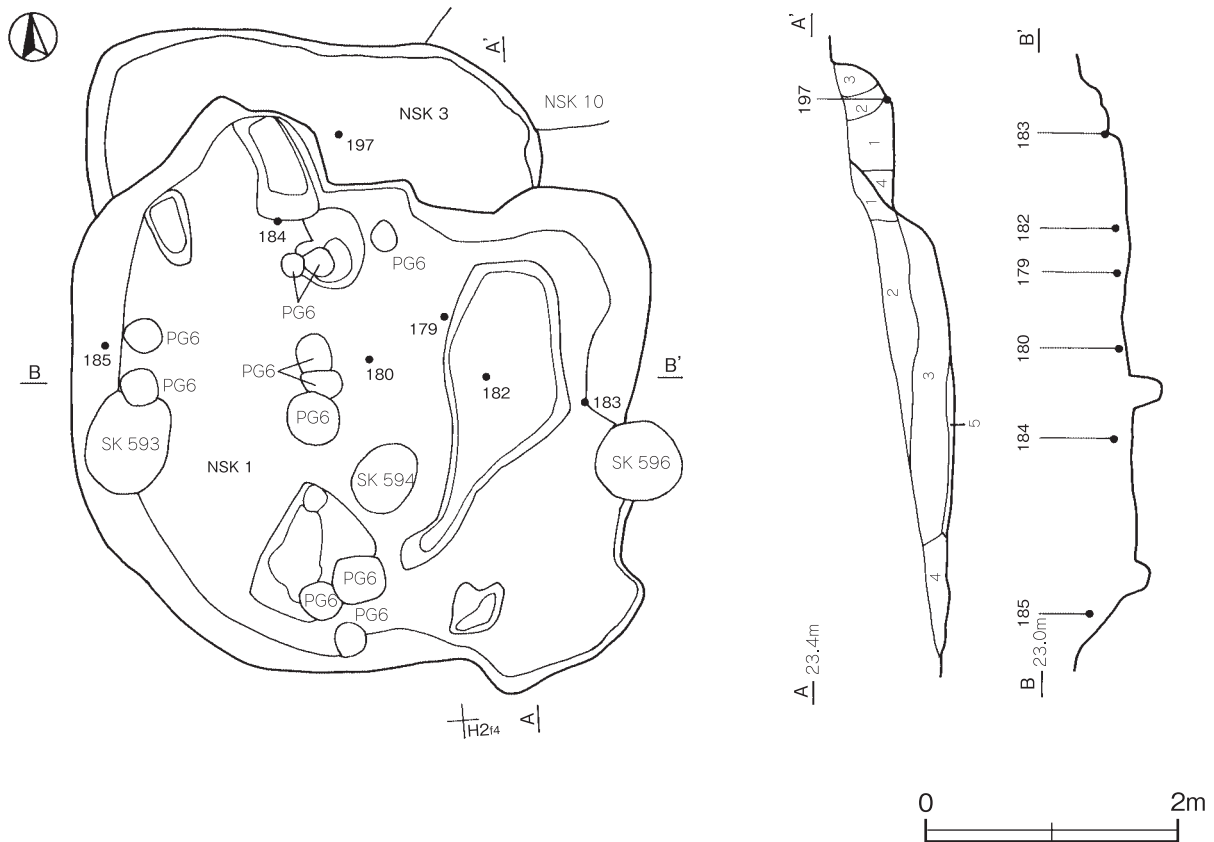 A'
NSK 10
NSK 3
197
184
PG6
PG6
179
PG6
185
PG6
180
B
B'
PG6
182
183
PG6
SK 593
NSK 1
SK 594
SK 596
PG6
PG6
PG6
H2f4
A
A'
3
197
2
1
4
1
2
3
5
4
A 23.4m
B'
183
182
179
180
184
185
B 23.0m
0 2m